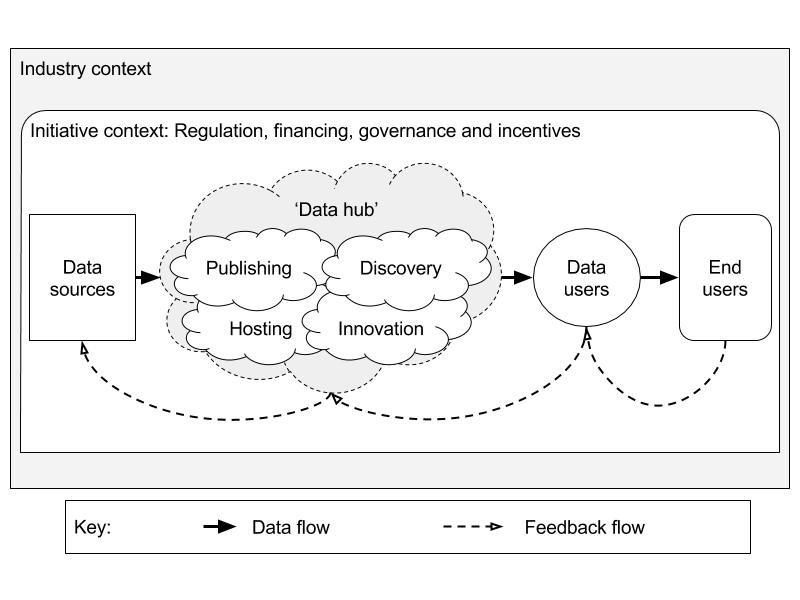 Industry context
Initiative context: Regulation, financing, governance and incentives
‘Data hub’
Data
sources
Publishing
Discovery
Hosting
Innovation
Data
users
End
users
Key:
Data flow
Feedback flow